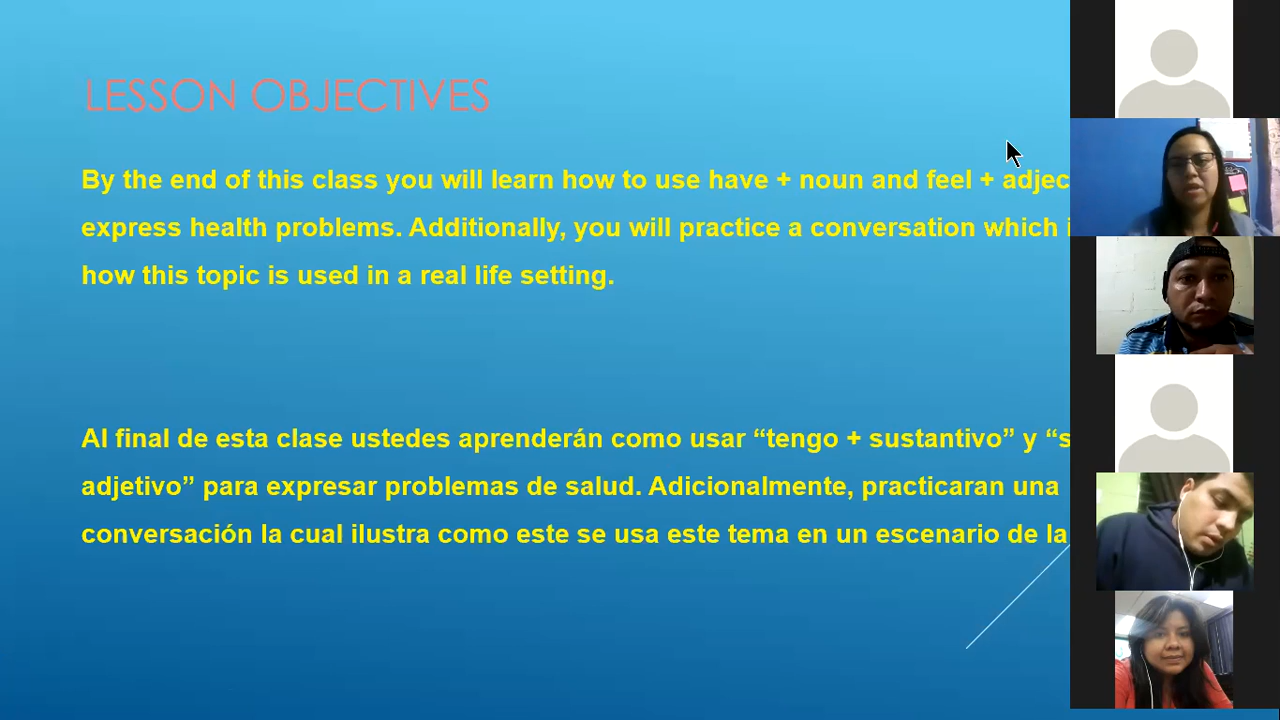 LESSON OBJECTIVES
By the end of this class you will learn how to use have + noun and feel + adjec
express health problems. Additionally, you will practice a conversation which
how this topic is used in a real life setting.
Al final de esta clase ustedes aprenderán como usar “tengo + sustantivo” y “s
adjetivo” para expresar problemas de salud. Adicionalmente, practicaran una
conversación la cual ilustra como este se usa este tema en un escenario de la